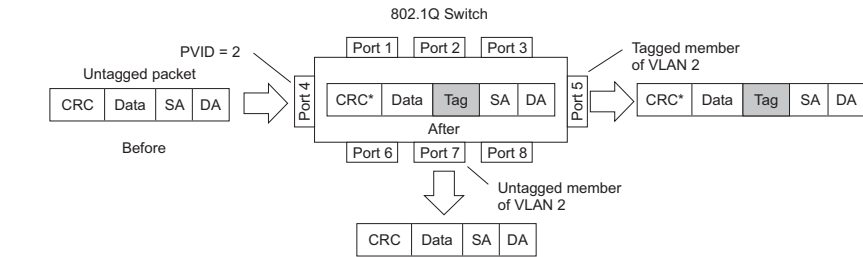 802.1Q Switch
PVID = 2
Port 1
Port 2
Port 3
Tagged member
of VLAN 2
Untagged packet
CRC
Data
SA
DA
Port 4
CRC*
Data
Tag
SA
DA
Port 5
CRC*
Data
Tag
SA
DA
Before
After
Port 6
Port 7
Port 8
Untagged member
of VLAN 2
CRC
Data
SA
DA